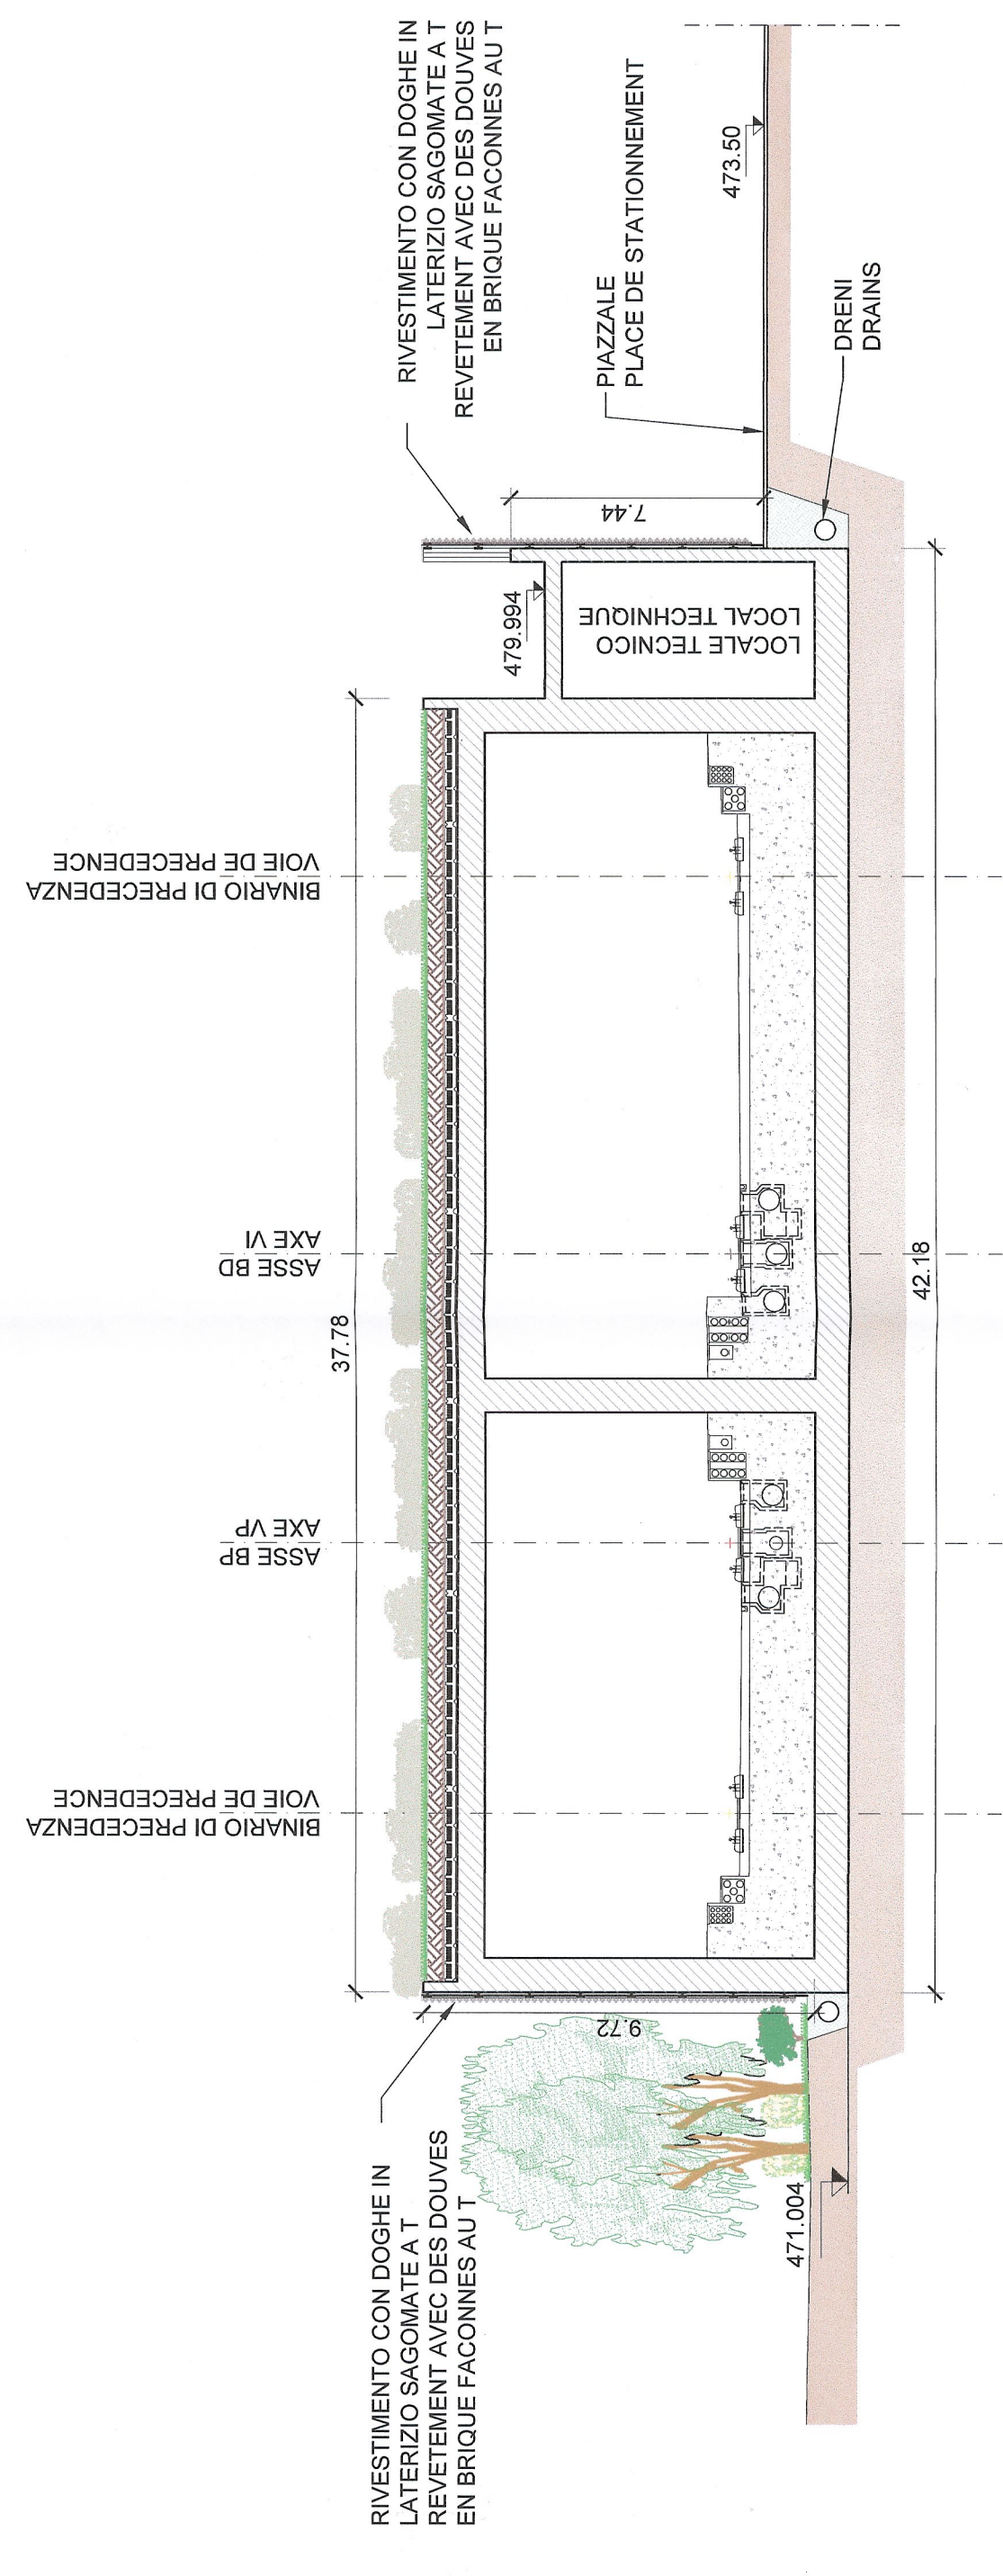 RIVESTIMENTO CON DOGHE IN
LATERIZIO SAGOMATE A T
REVETEMENT AVEC DES DOUVES
EN BRIQUE FACONNES AU T
BINARIO DI PRECEDENZA
VOIE DE PRECEDENCE
ASSE BP
AXE VP
ASSE BD
AXE VI
BINARIO DI PRECEDENZA
VOIE DE PRECEDENCE
RIVESTIMENTO CON DOGHE IN
LATERIZIO SAGOMATE A T
REVETEMENT AVEC DES DOUVES
EN BRIQUE FACONNES AU T
37.78
479.994
PIAZZALE
PLACE DE STATIONNEMENT
9.72
LOCALE TECNICO
LOCAL TECHNIQUE
7.44
473.50
471.004
DRENI
DRAINS
42.18